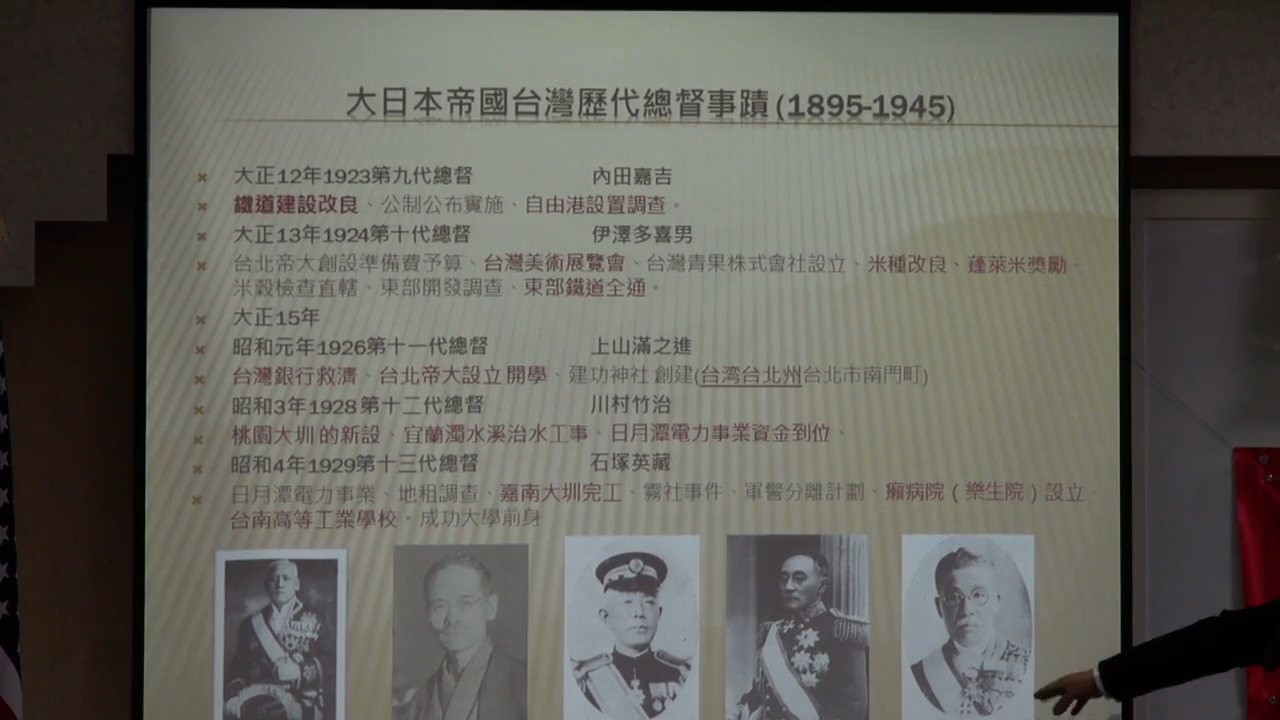 大日本帝國台灣歷代總督事蹟(1895-1945)
大正12年1923第九代總督 內田嘉吉
鐵道建設改良、公制公布實施、自由港設置調查。
大正13年1924第十代總督 伊澤多喜男
台北帝大創設準備費予算、台灣美術展覽會、台灣青果株式會社設立、米種改良、蓬萊米獎勵、
米穀檢查直轄、東部開發調查、東部鐵道全通。
大正15年
昭和元年1926第十一代總督 上山滿之進
台灣銀行救濟、台北帝大設立 開學、建功神社 創建(台湾台北州台北市南門町)
昭和3年1928 第十二代總督 川村竹治
桃園大圳 的新設、宜蘭濁水溪治水工事、日月潭電力事業資金到位、
昭和4年1929第十三代總督 石塚英藏
日月潭電力事業、地租調查、嘉南大圳完工、霧社事件、軍警分離計劃、癩病院（樂生院）設立、
台南高等工業學校。成功大學前身